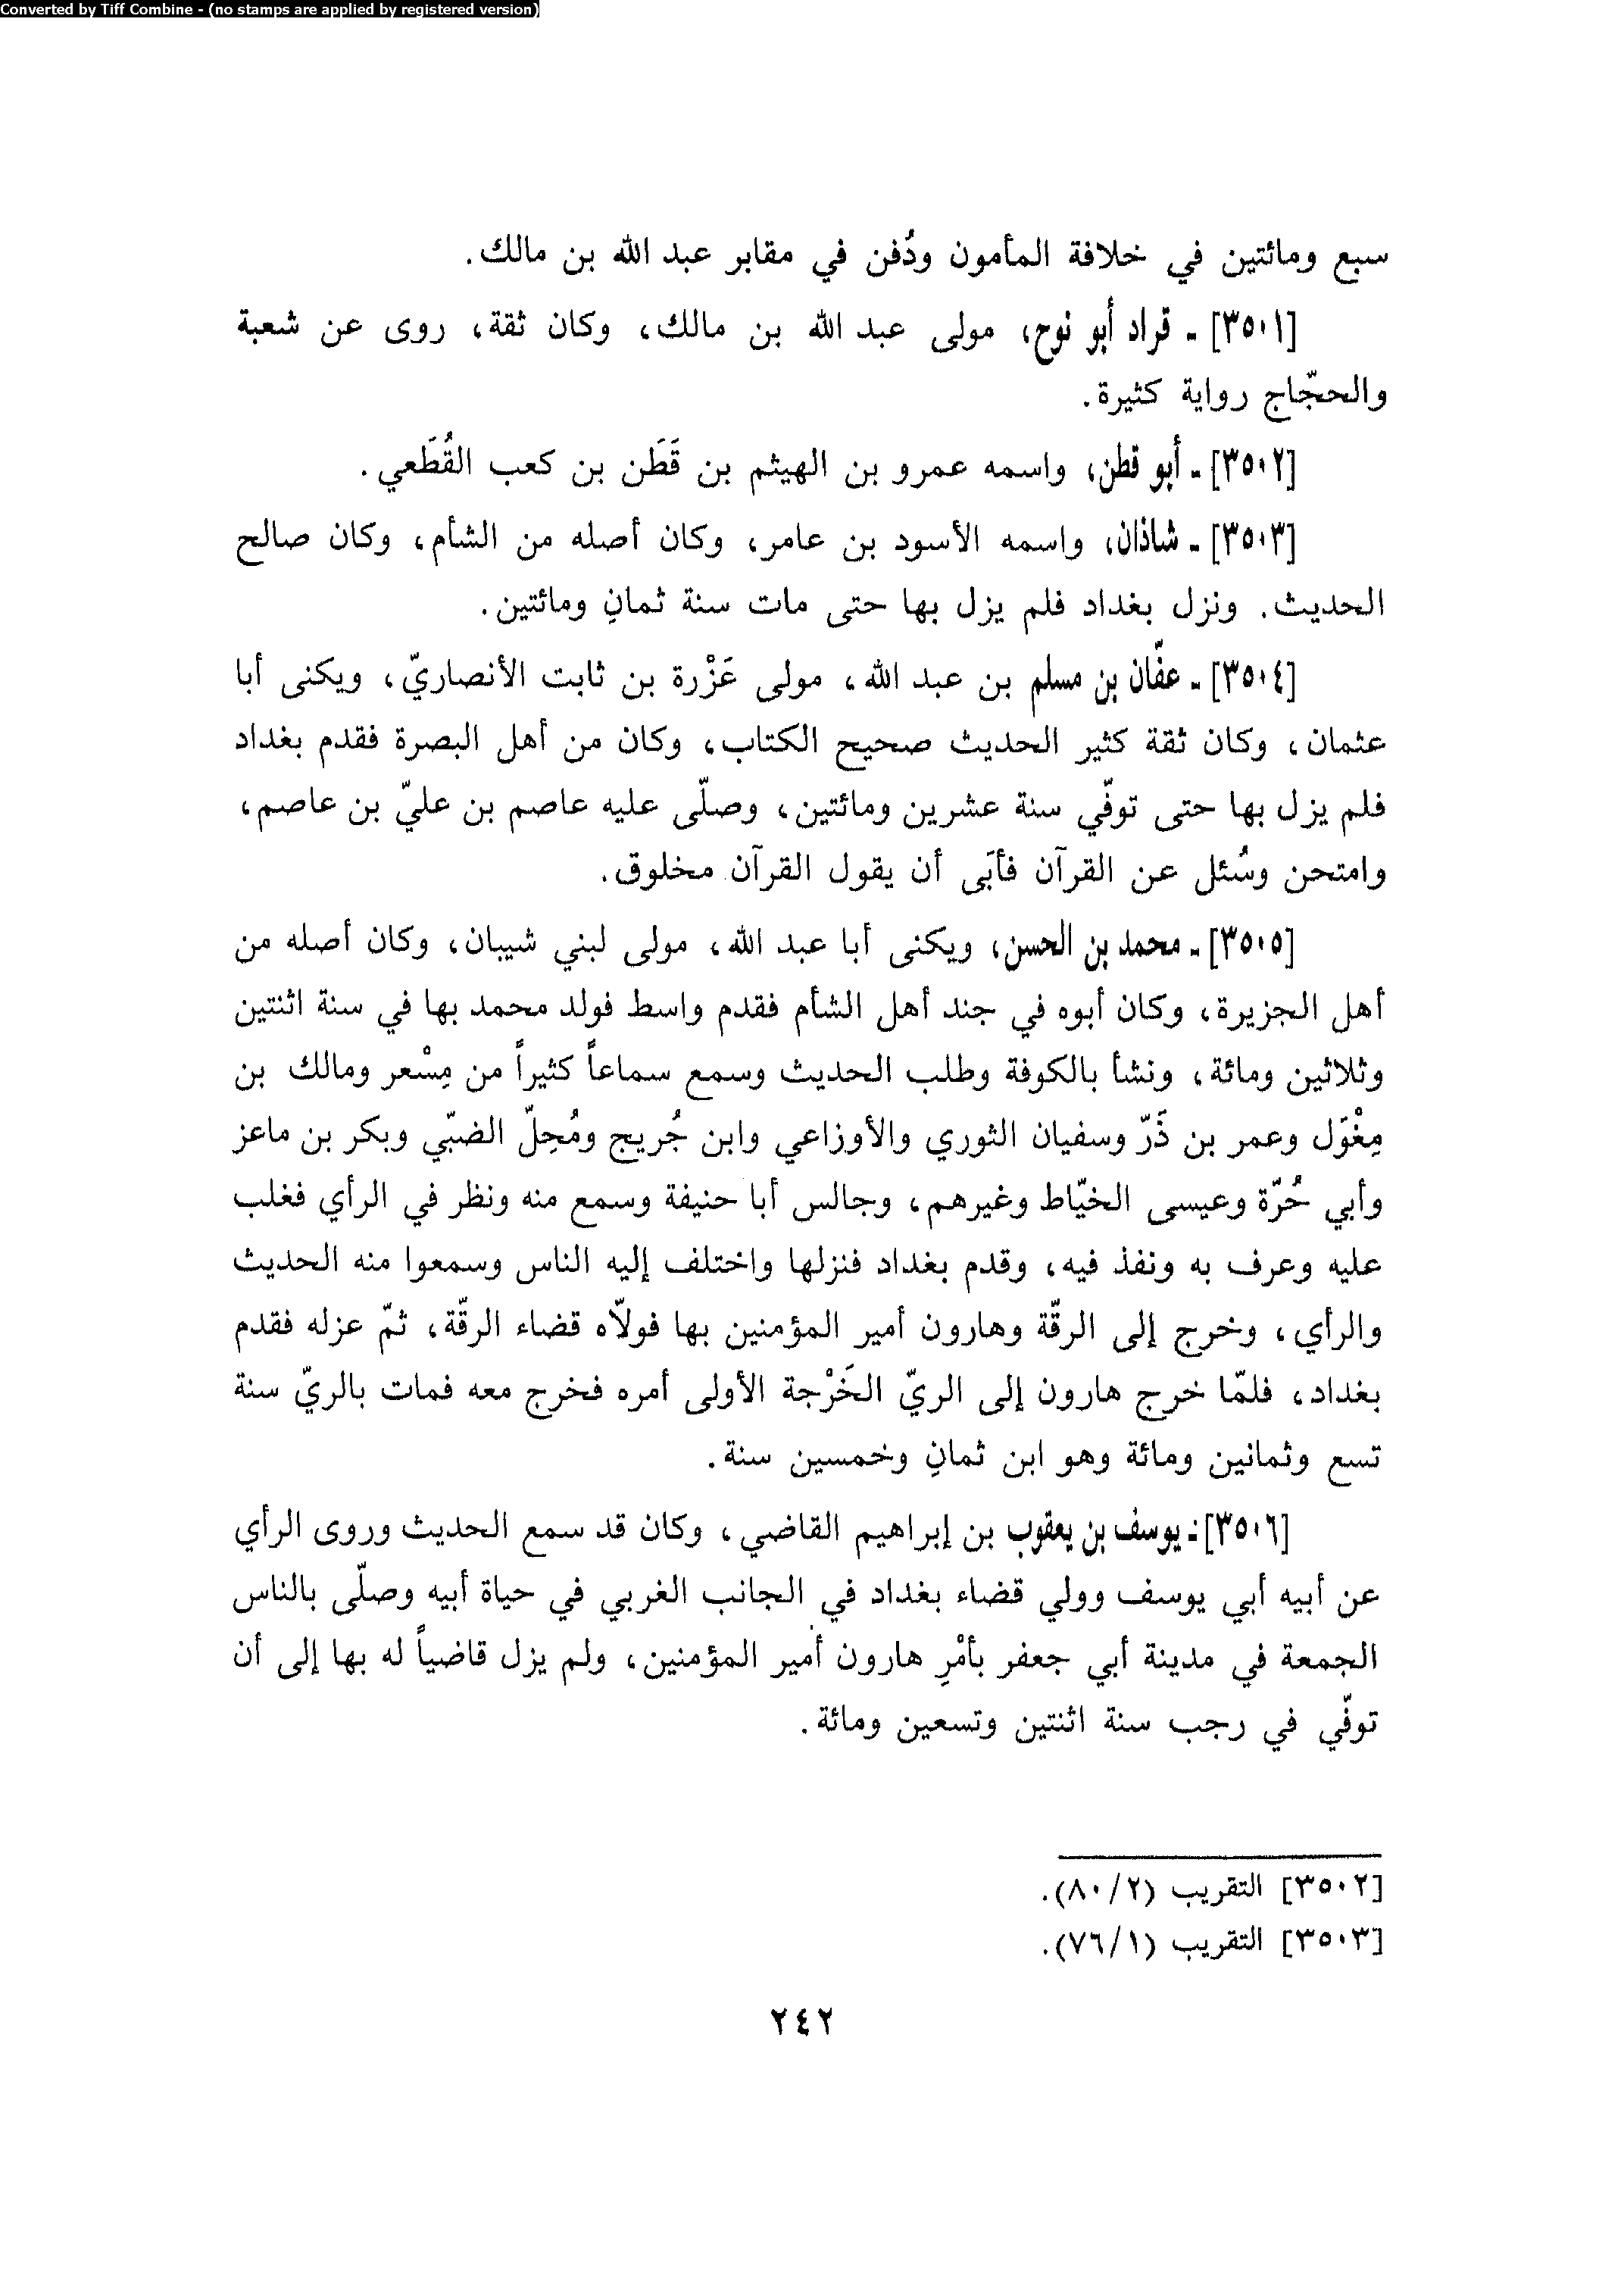 Converted by Tiff Combine - (no stamps are applied by registered version)
سبع ومائتين في خلافة المأمون ودُفن في مقابر عبد الله بن مالك.
[٣٥٠١] ـ قراد أبو نوح، مولى عبد الله بن مالك، وكان ثقة، روى عن شعبة
والحجّاج رواية كثيرة.
[٣٥٠٢] ـ أبو قطن، واسمه عمرو بن الهيثم بن قَطَن بن كعب القُطَعي.
[٣٥٠٣] ـ شاذان، واسمه الأسود بن عامر، وكان أصله من الشأم، وكان صالح
الحديث. ونزل بغداد فلم يزل بها حتى مات سنة ثمانٍ ومائتين.
[٣٥٠٤] ـ عفّان بن مسلم بن عبد الله، مولى عَزْرة بن ثابت الأنصاريّ، ويكنى أبا
عثمان، وكان ثقة كثير الحديث صحيح الكتاب، وكان من أهل البصرة فقدم بغداد
فلم يزل بها حتى توفّي سنة عشرين ومائتين، وصلّى عليه عاصم بن عليّ بن عاصم،
وامتحن وسُئل عن القرآن فأبَى أن يقول القرآن مخلوق.
[٣٥٠٥] ـ محمد بن الحسن، ويكنى أبا عبد الله، مولى لبني شيبان، وكان أصله من
أهل الجزيرة، وكان أبوه في جند أهل الشأم فقدم واسط فولد محمد بها في سنة اثنتين
وثلاثين ومائة، ونشأ بالكوفة وطلب الحديث وسمع سماعاً كثيراً من مِسْعر ومالك بن
مِغْوَل وعمر بن ذَرّ وسفيان الثوري والأوزاعي وابن جُريج ومُحِلّ الضبّي وبكر بن ماعز
وأبي حُرّة وعيسى الخيّاط وغيرهم، وجالس أبا حنيفة وسمع منه ونظر في الرأي فغلب
عليه وعرف به ونفذ فيه، وقدم بغداد فنزلها واختلف إليه الناس وسمعوا منه الحديث
والرأي، وخرج إلى الرقّة وهارون أمير المؤمنين بها فولاّه قضاء الرقّة، ثمّ عزله فقدم
بغداد، فلمّا خرج هارون إلى الريّ الخَرْجة الأولى أمره فخرج معه فمات بالريّ سنة
تسع وثمانين ومائة وهو ابن ثمانٍ وخمسين سنة.
[٣٥٠٦] ـ يوسف بن يعقوب بن إبراهيم القاضي، وكان قد سمع الحديث وروى الرأي
عن أبيه أبي يوسف وولي قضاء بغداد في الجانب الغربي في حياة أبيه وصلّى بالناس
الجمعة في مدينة أبي جعفر بأمْرِ هارون أمير المؤمنين، ولم يزل قاضياً له بها إلى أن
توفّي في رجب سنة اثنتين وتسعين ومائة.
[٣٥٠٢] التقريب (٨٠/٢).
[٣٥٠٣] التقريب (٧٦/١).
٢٤٢